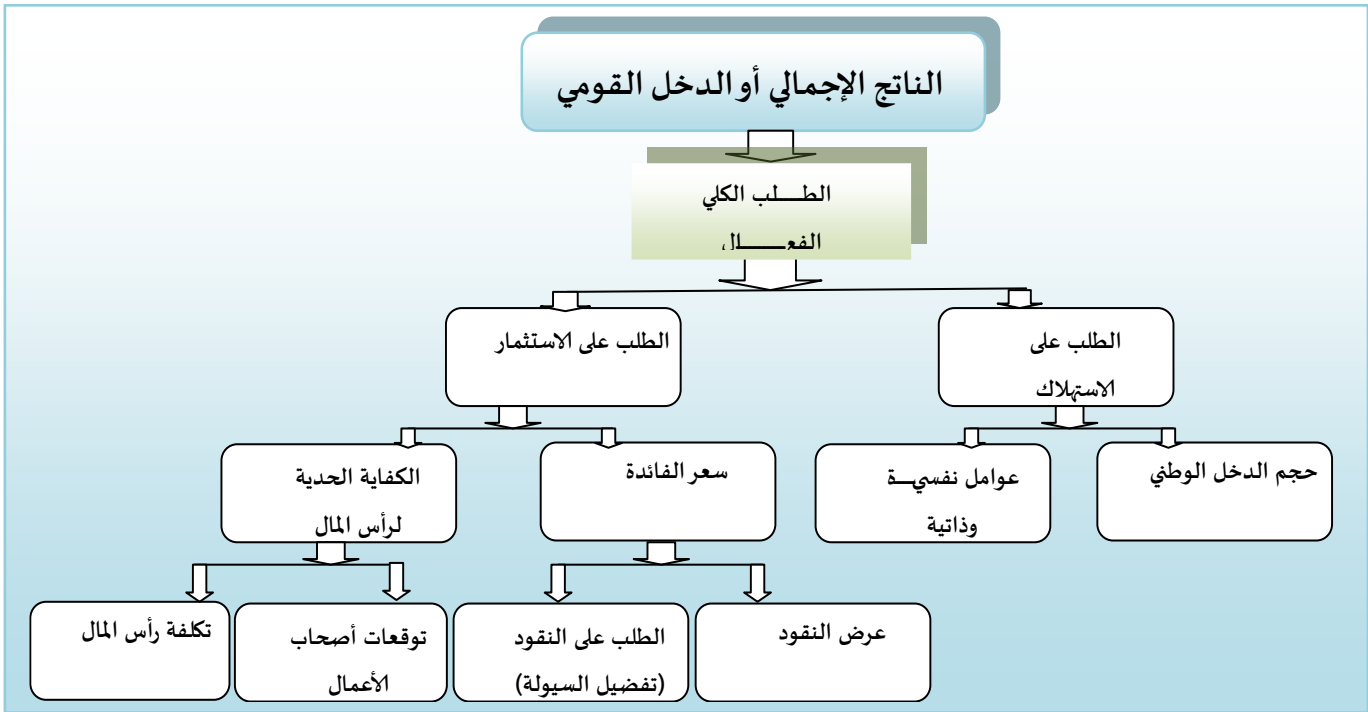 الناتج الإجمالي أو الدخل القومي
الطـــلب الكلي
الفعـــــال
الطلب على
الاستهلاك
الطلب على الاستثمار
حجم الدخل الوطني
عوامل نفسيــة
وذاتية
سعر الفائدة
الكفاية الحدية
لرأس المال
عرض النقود
الطلب على النقود
(تفضيل السيولة)
توقعات أصحاب
الأعمال
تكلفة رأس المال